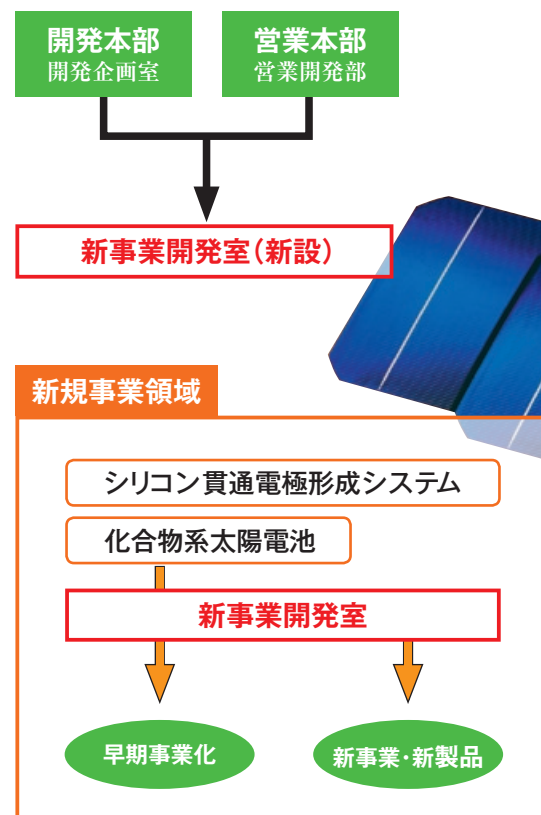 開発本部
開発企画室
営業本部
営業開発部
新事業開発室(新設)
新規事業領域
シリコン貫通電極形成システム
化合物系太陽電池
新事業開発室
早期事業化
新事業・新製品